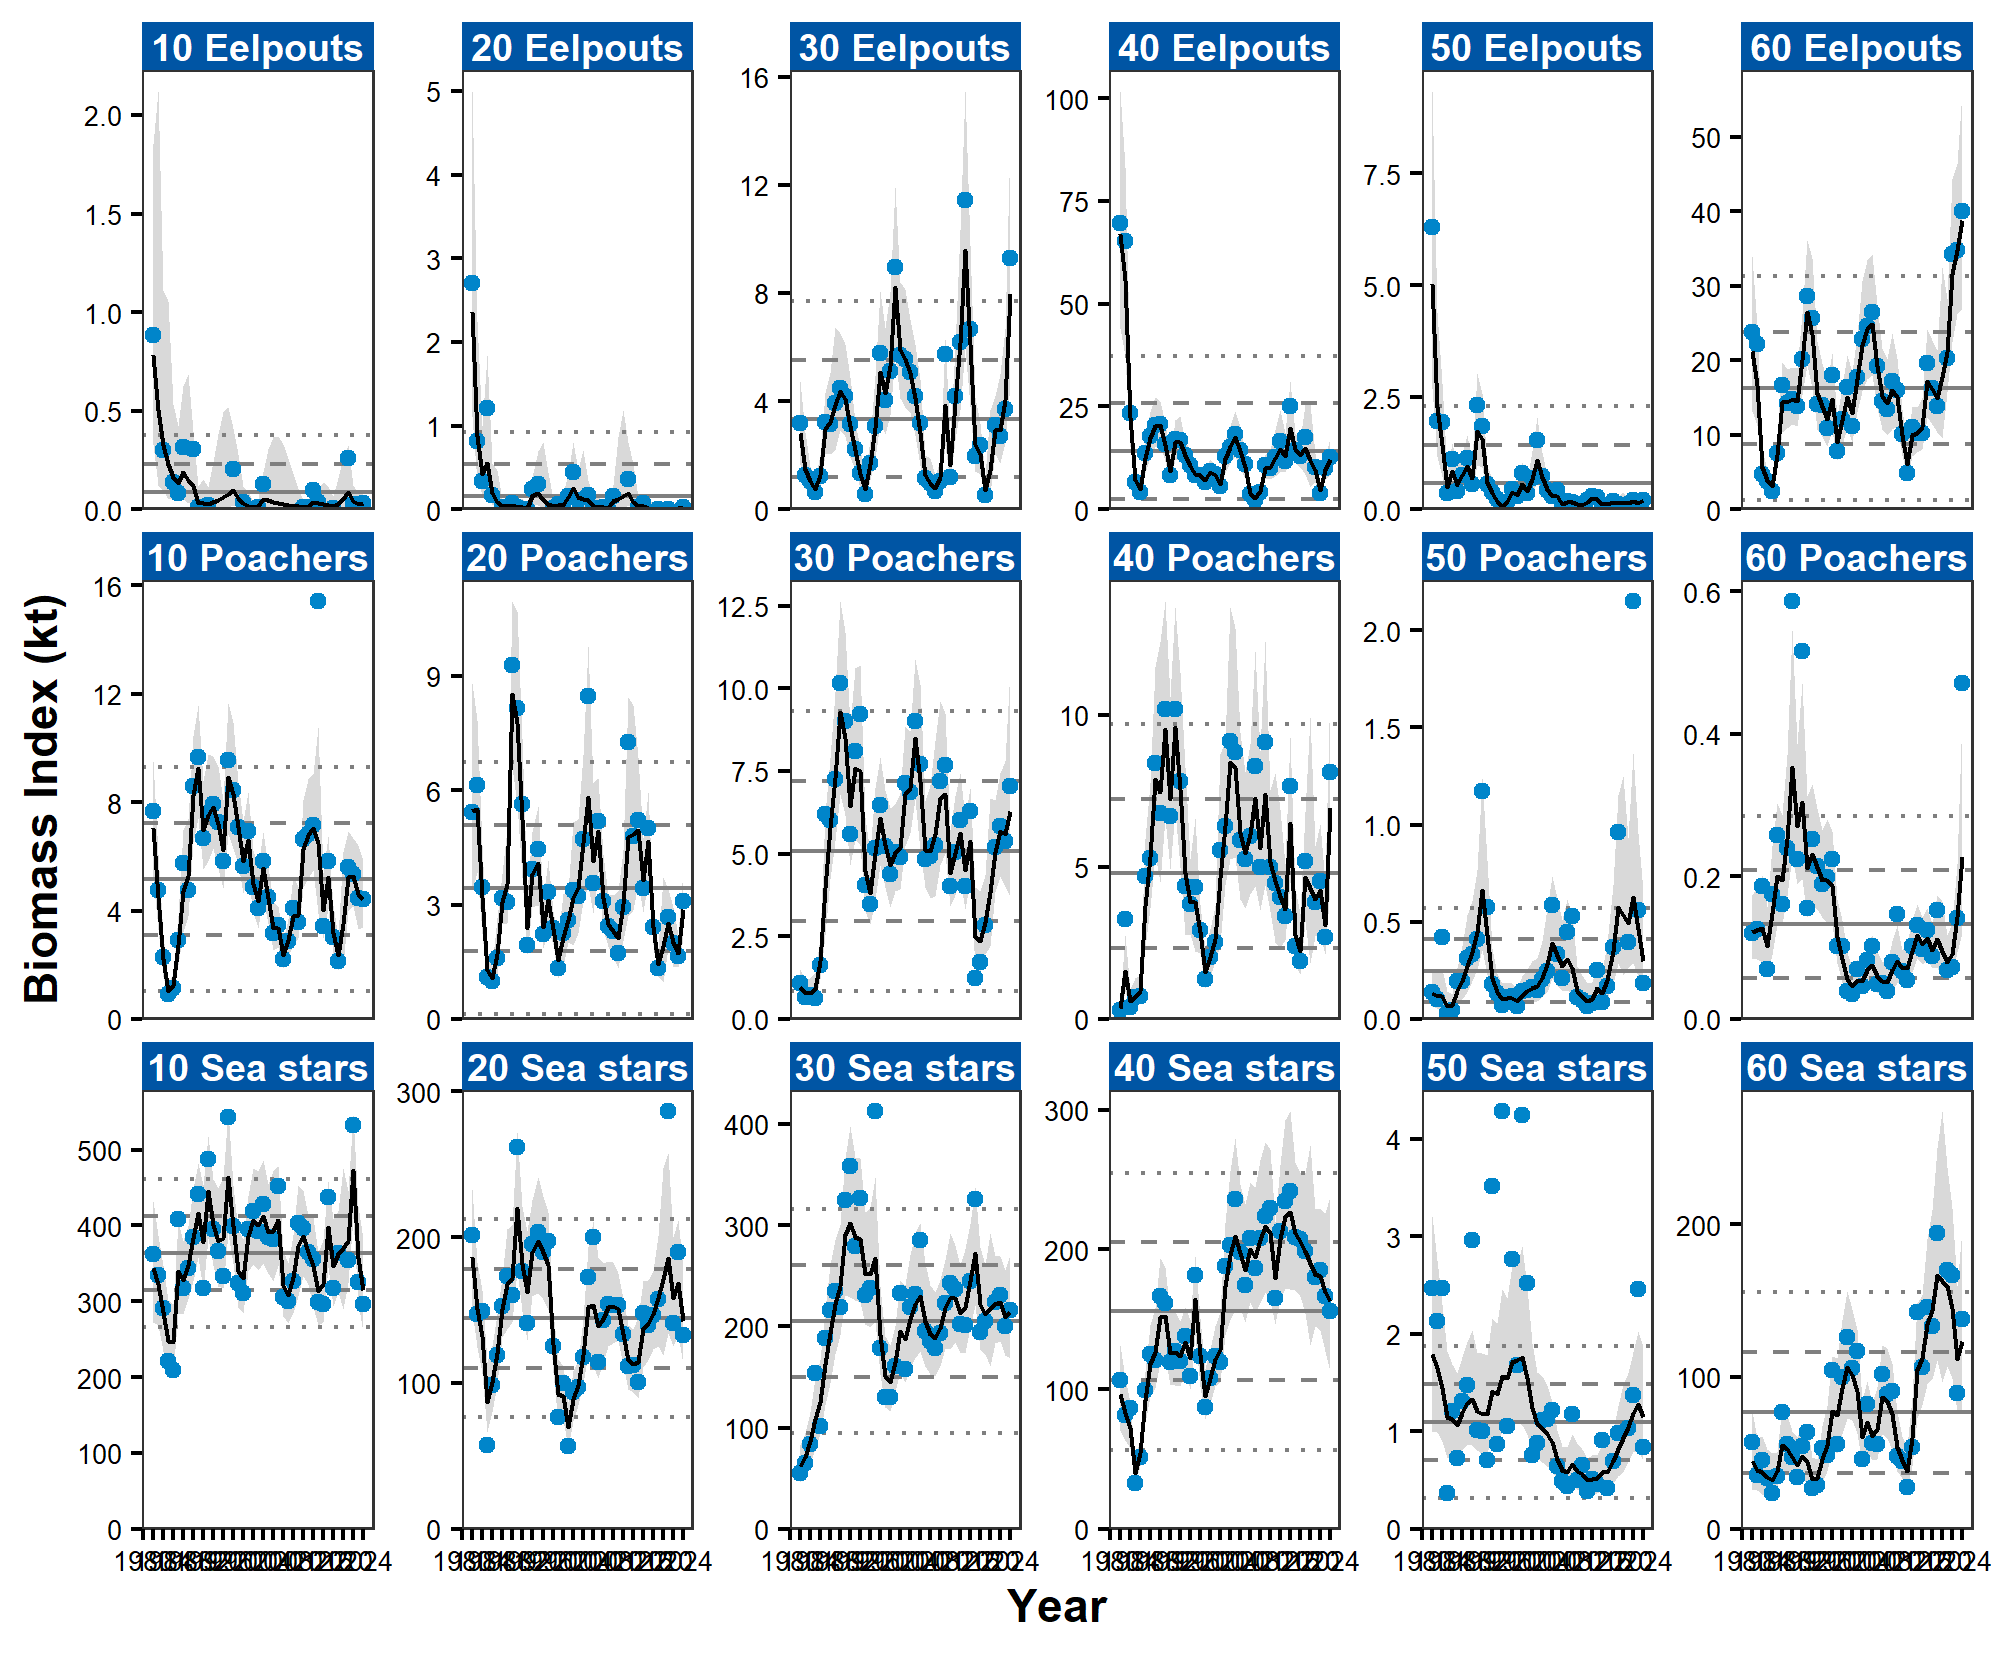 10 Eelpouts 20 Eelpouts 30 Eelpouts 40 Eelpouts 50 Eelpouts 60 Eelpouts
2.0 1.5 1.0 0.5 0.0
5 4 3 2 1 0
16 12 8 4 0
100 75 50 25 0
7.5 5.0 2.5 0.0
50 40 30 20 10 0
10 Poachers 20 Poachers 30 Poachers 40 Poachers 50 Poachers 60 Poachers
16 12 8 4 0
9 6 3 0
12.5 10.0 7.5 5.0 2.5 0.0
10 5 0
2.0 1.5 1.0 0.5 0.0
0.6 0.4 0.2 0.0
10 Sea stars 20 Sea stars 30 Sea stars 40 Sea stars 50 Sea stars 60 Sea stars
500 400 300 200 100 0
300 200 100 0
400 300 200 100 0
300 200 100 0
4 3 2 1 0
200 100 0
Biomass Index (kt)
Year